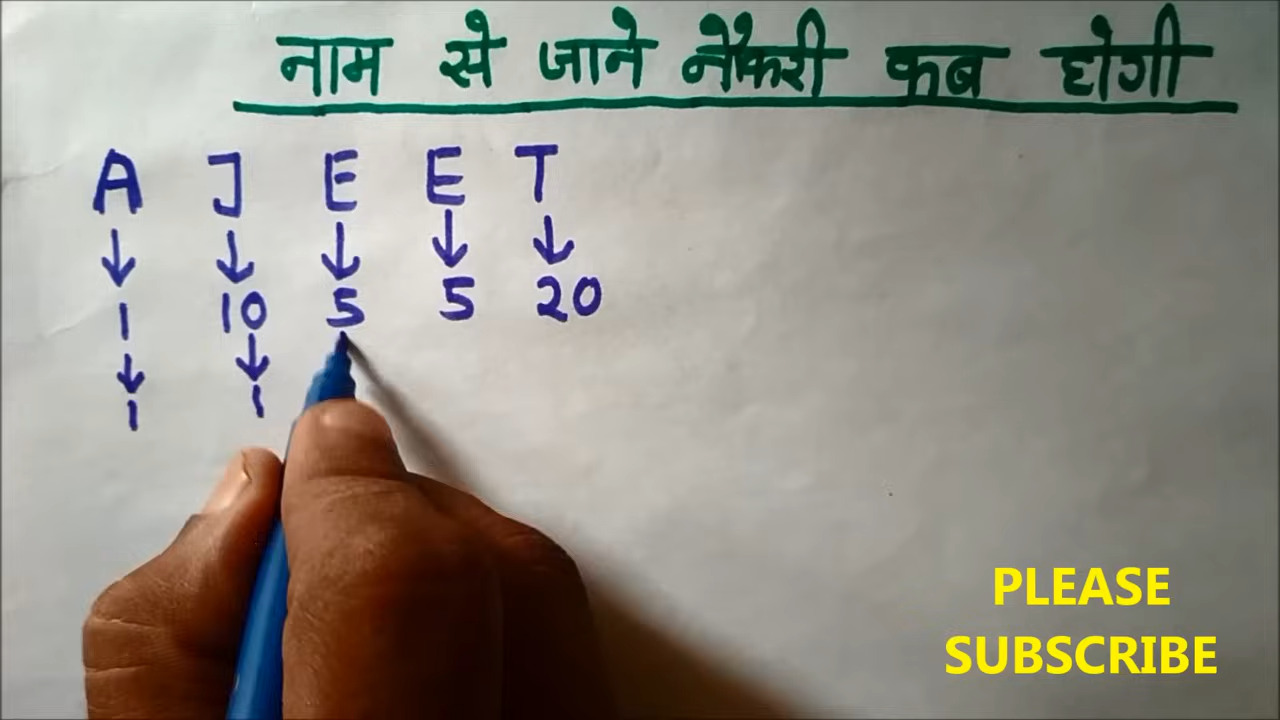 नाम से जाने नौकरी कब होगी
A J E E T
↓ ↓ ↓ ↓ ↓
1 10 5 5 20
↓ ↓
1 1
PLEASE
SUBSCRIBE